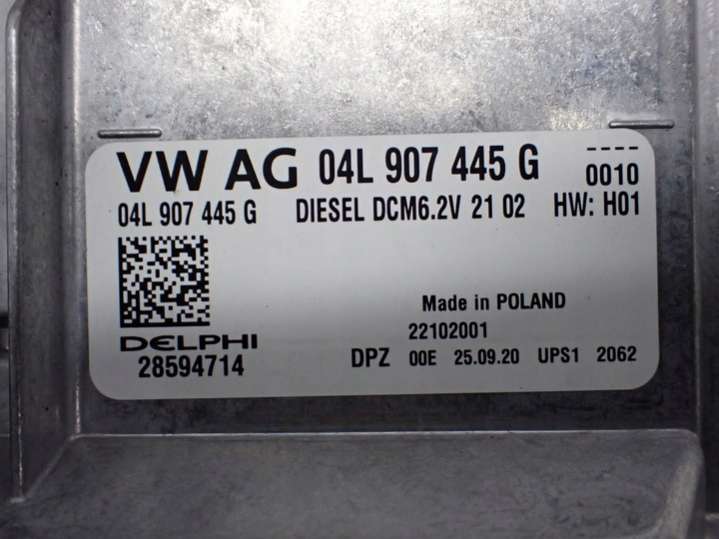 VW AG 04L 907 445 G ----
0010
04L 907 445 G DIESEL DCM6.2V 21 02 HW: H01
Made in POLAND
DELPHI 22102001
28594714 DPZ 00E 25.09.20 UPS1 2062